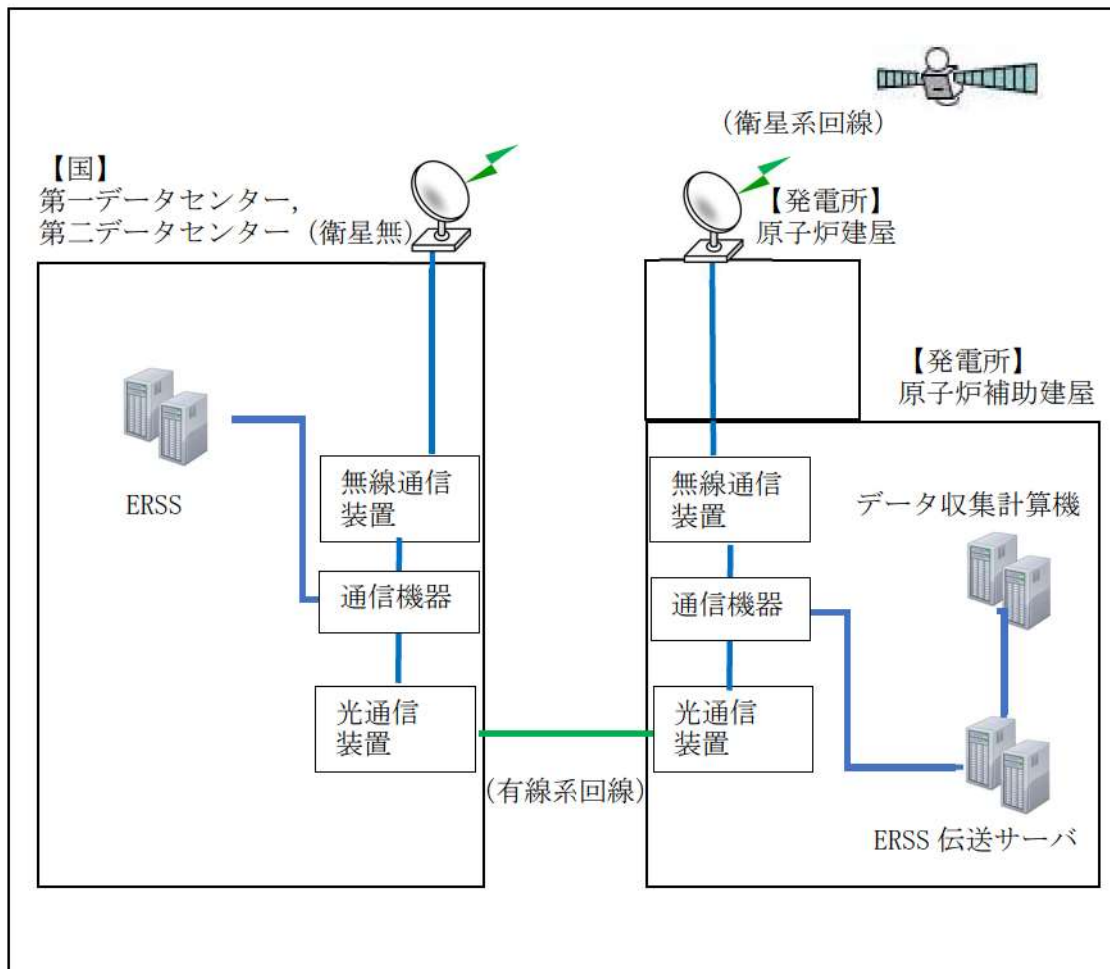 (衛星系回線)
【国】
第一データセンター,
第二データセンター (衛星無)
【発電所】
原子炉建屋
【発電所】
原子炉補助建屋
ERSS
無線通信
装置
通信機器
光通信
装置
(有線系回線)
無線通信
装置
通信機器
光通信
装置
データ収集計算機
ERSS 伝送サーバ